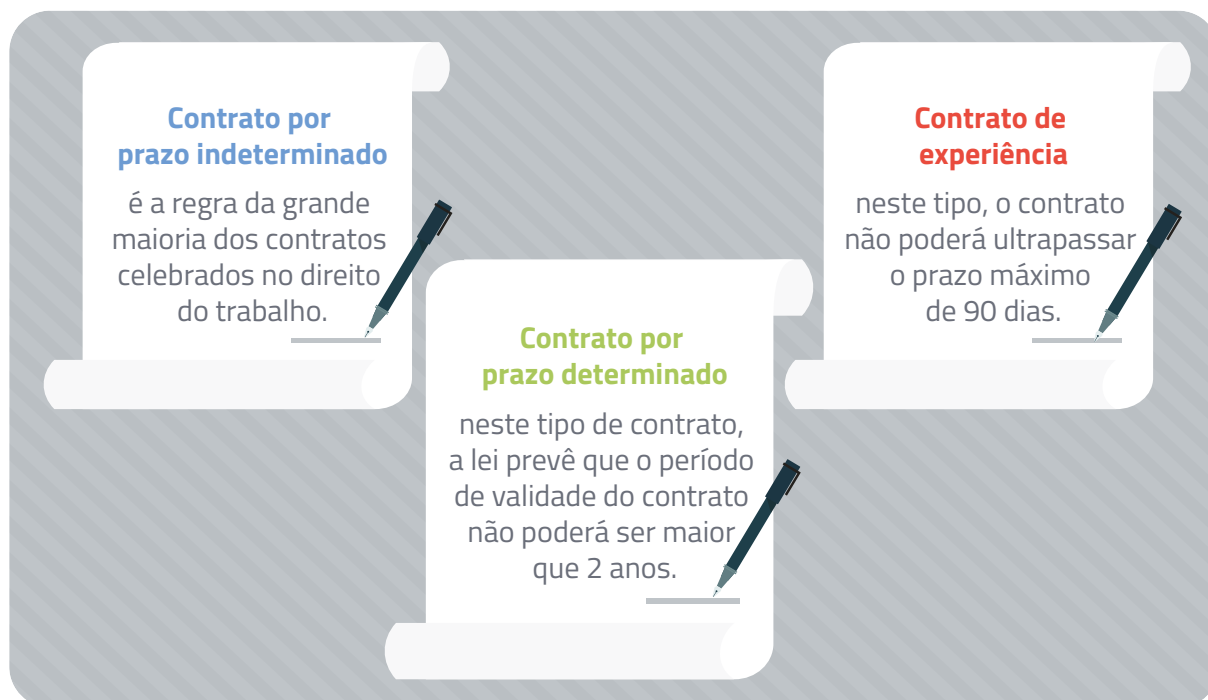 Contrato por
prazo indeterminado
é a regra da grande
maioria dos contratos
celebrados no direito
do trabalho.
Contrato por
prazo determinado
neste tipo de contrato,
a lei prevê que o período
de validade do contrato
não poderá ser maior
que 2 anos.
Contrato de
experiência
neste tipo, o contrato
não poderá ultrapassar
o prazo máximo
de 90 dias.